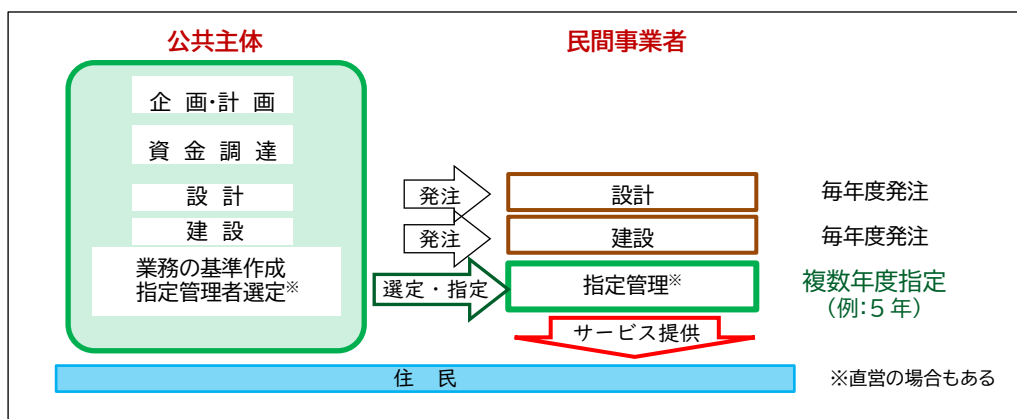 公共主体
民間事業者
企画・計画
資金調達
設計
発注
設計
毎年度発注
建設
発注
建設
毎年度発注
業務の基準作成
指定管理者選定※
選定・指定
指定管理※
複数年度指定
(例:5年)
サービス提供
住民
※直営の場合もある